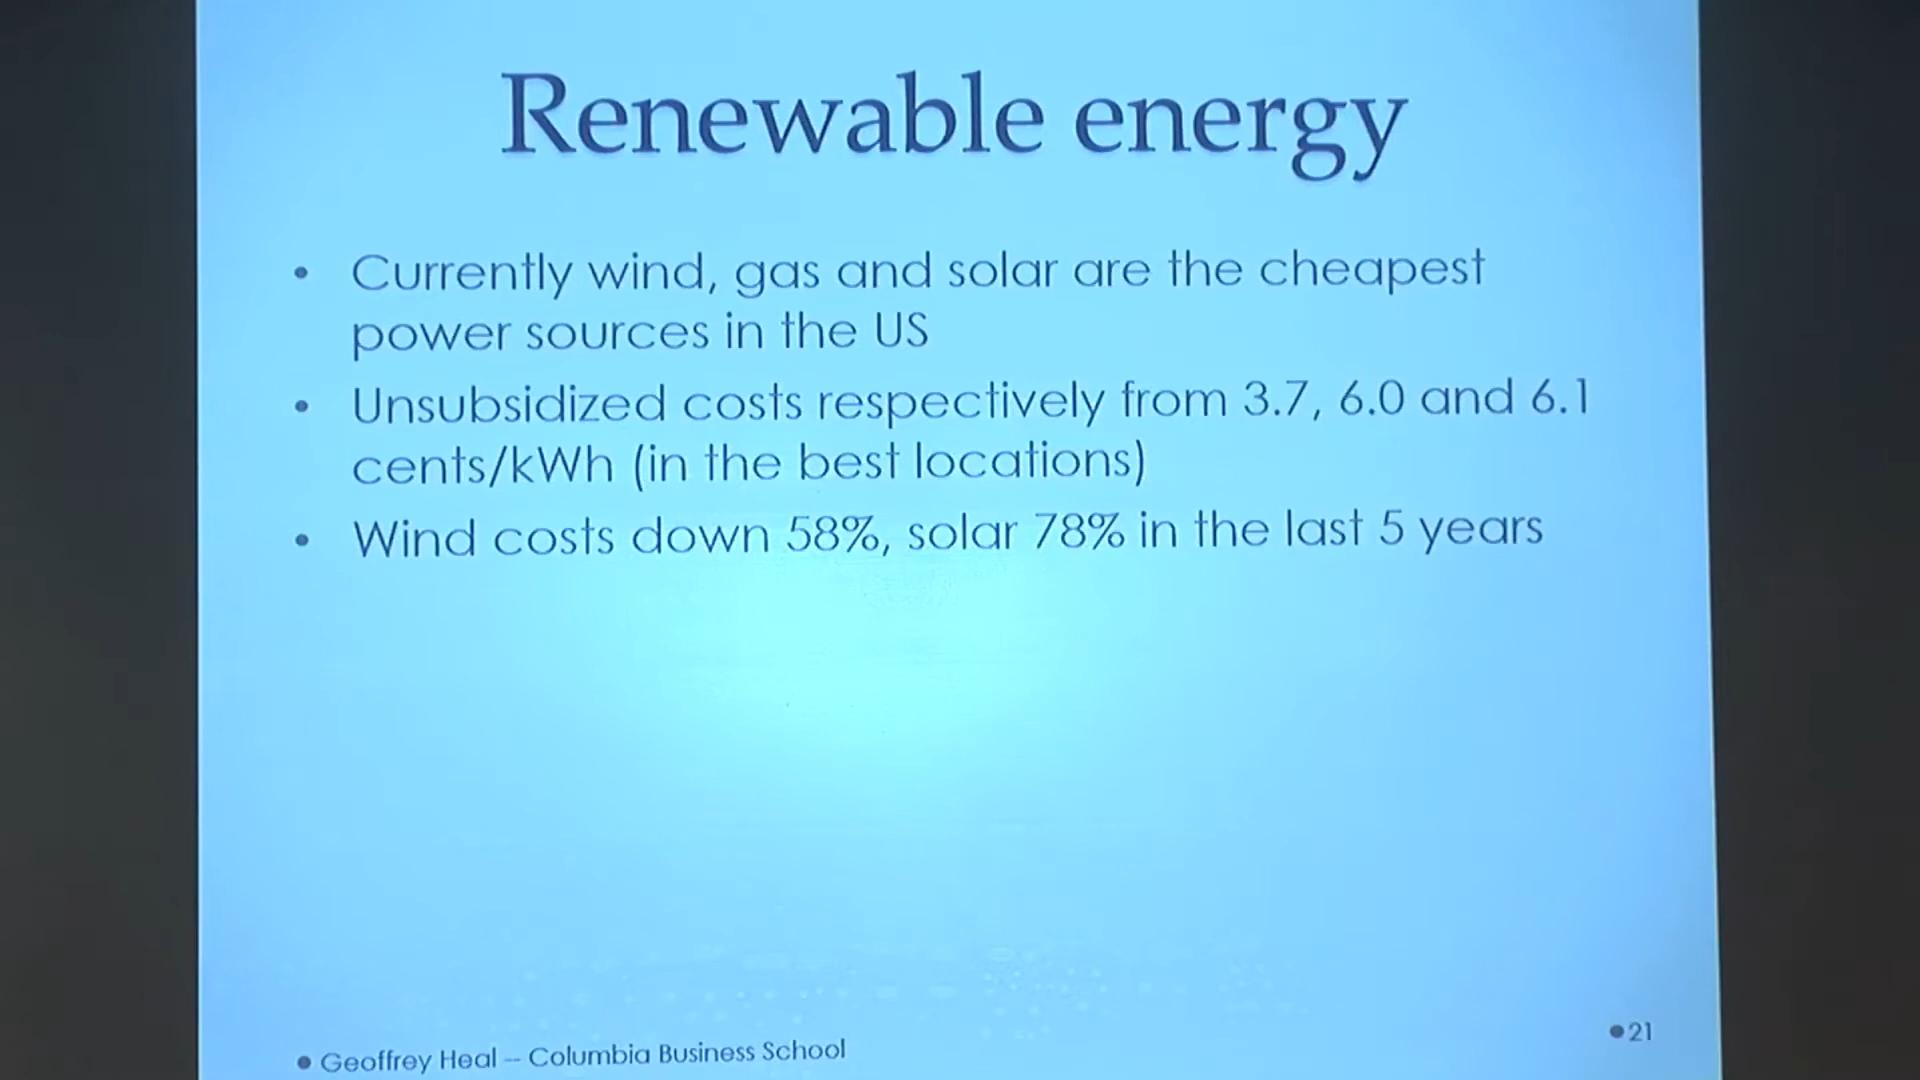 Renewable energy
• Currently wind, gas and solar are the cheapest
power sources in the US
• Unsubsidized costs respectively from 3.7, 6.0 and 6.1
cents/kWh (in the best locations)
• Wind costs down 58%, solar 78% in the last 5 years
• Geoffrey Heal -- Columbia Business School
•21